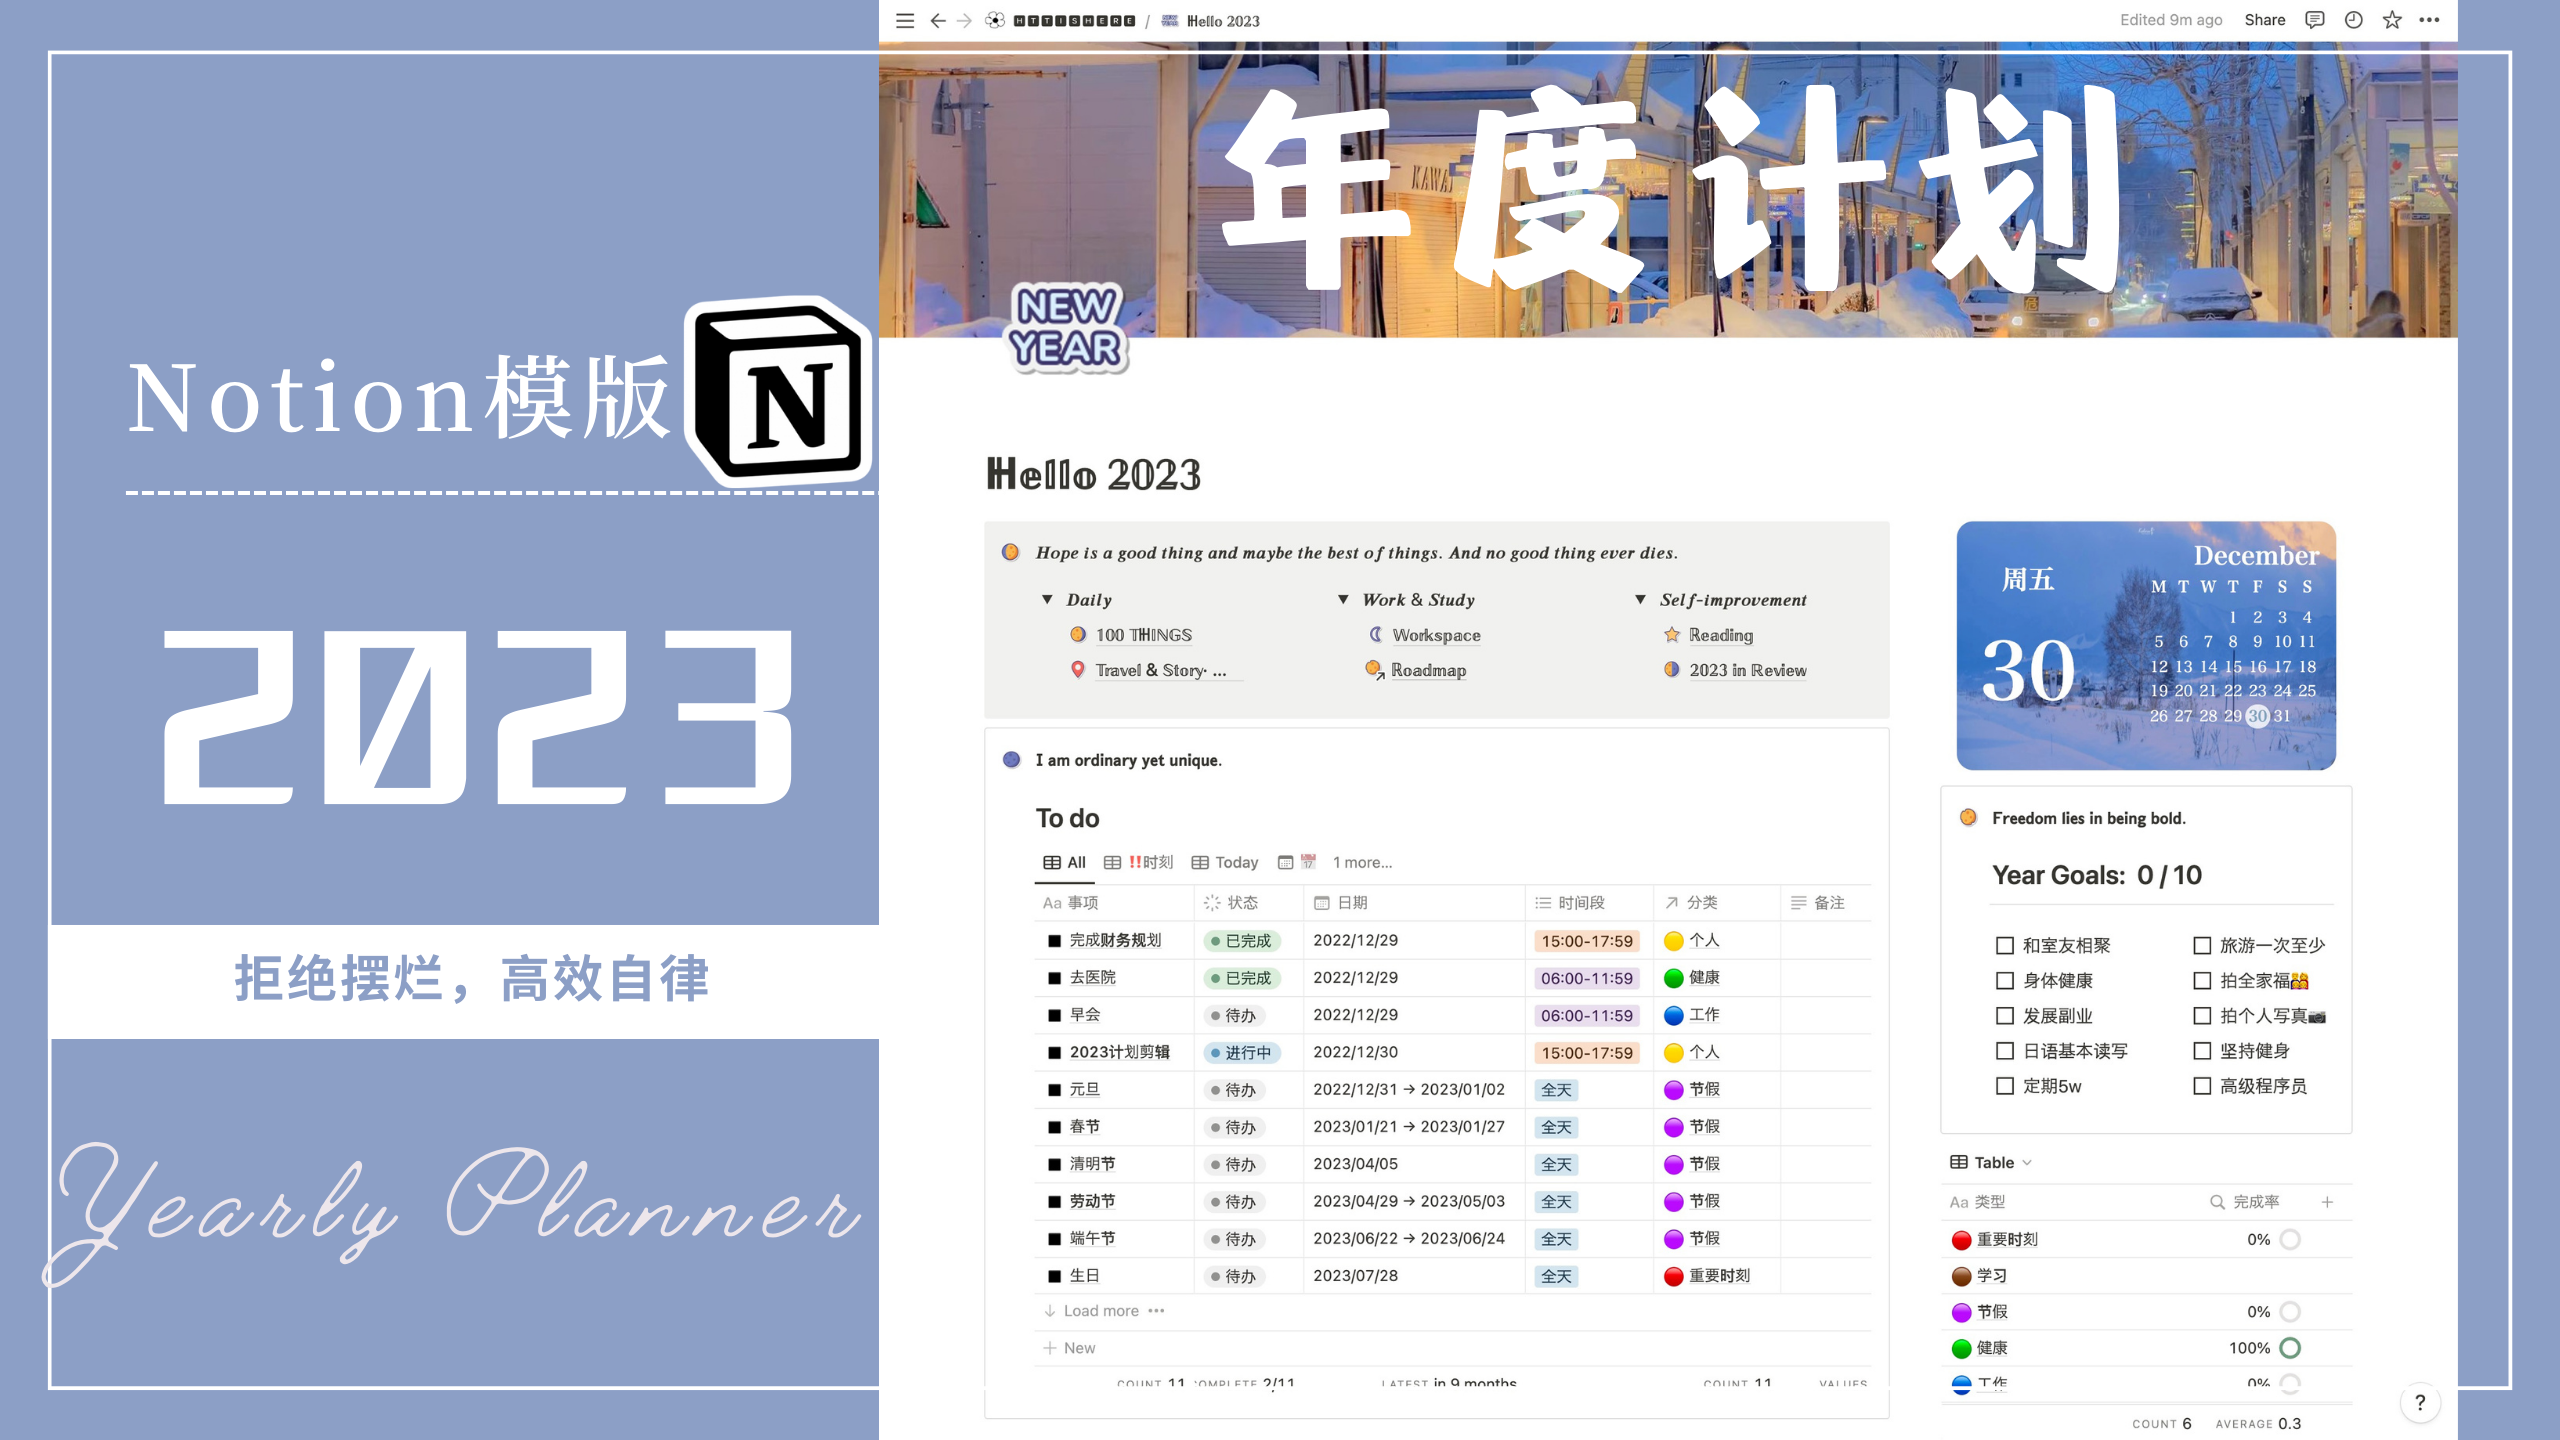 HTTISHERE / Hello 2023
Edited 9m ago Share
年度计划
KAWAI
NEW
YEAR
Notion模版
N
2023
拒绝摆烂，高效自律
Yearly Planner
Hello 2023
Hope is a good thing and maybe the best of things. And no good thing ever dies.
Daily Work & Study Self-improvement
100 THINGS Workspace Reading
Travel & Story· ... Roadmap 2023 in Review
I am ordinary yet unique.
To do
All ‼️时刻 Today 17 1 more...
Aa 事项 状态 日期 时间段 分类 备注
完成财务规划 已完成 2022/12/29 15:00-17:59 个人
去医院 已完成 2022/12/29 06:00-11:59 健康
早会 待办 2022/12/29 06:00-11:59 工作
2023计划剪辑 进行中 2022/12/30 15:00-17:59 个人
元旦 待办 2022/12/31 → 2023/01/02 全天 节假
春节 待办 2023/01/21 → 2023/01/27 全天 节假
清明节 待办 2023/04/05 全天 节假
劳动节 待办 2023/04/29 → 2023/05/03 全天 节假
端午节 待办 2023/06/22 → 2023/06/24 全天 节假
生日 待办 2023/07/28 全天 重要时刻
Load more ···
+ New
COUNT 11 COMPLETE 2/11 LATEST in 9 months COUNT 11 VALUES
周五
30
December
M T W T F S S
1 2 3 4
5 6 7 8 9 10 11
12 13 14 15 16 17 18
19 20 21 22 23 24 25
26 27 28 29 30 31
Freedom lies in being bold.
Year Goals: 0 / 10
和室友相聚 旅游一次至少
身体健康 拍全家福
发展副业 拍个人写真
日语基本读写 坚持健身
定期5w 高级程序员
Table
Aa 类型 完成率 +
重要时刻 0%
学习
节假 0%
健康 100%
工作 0%
COUNT 6 AVERAGE 0.3
?